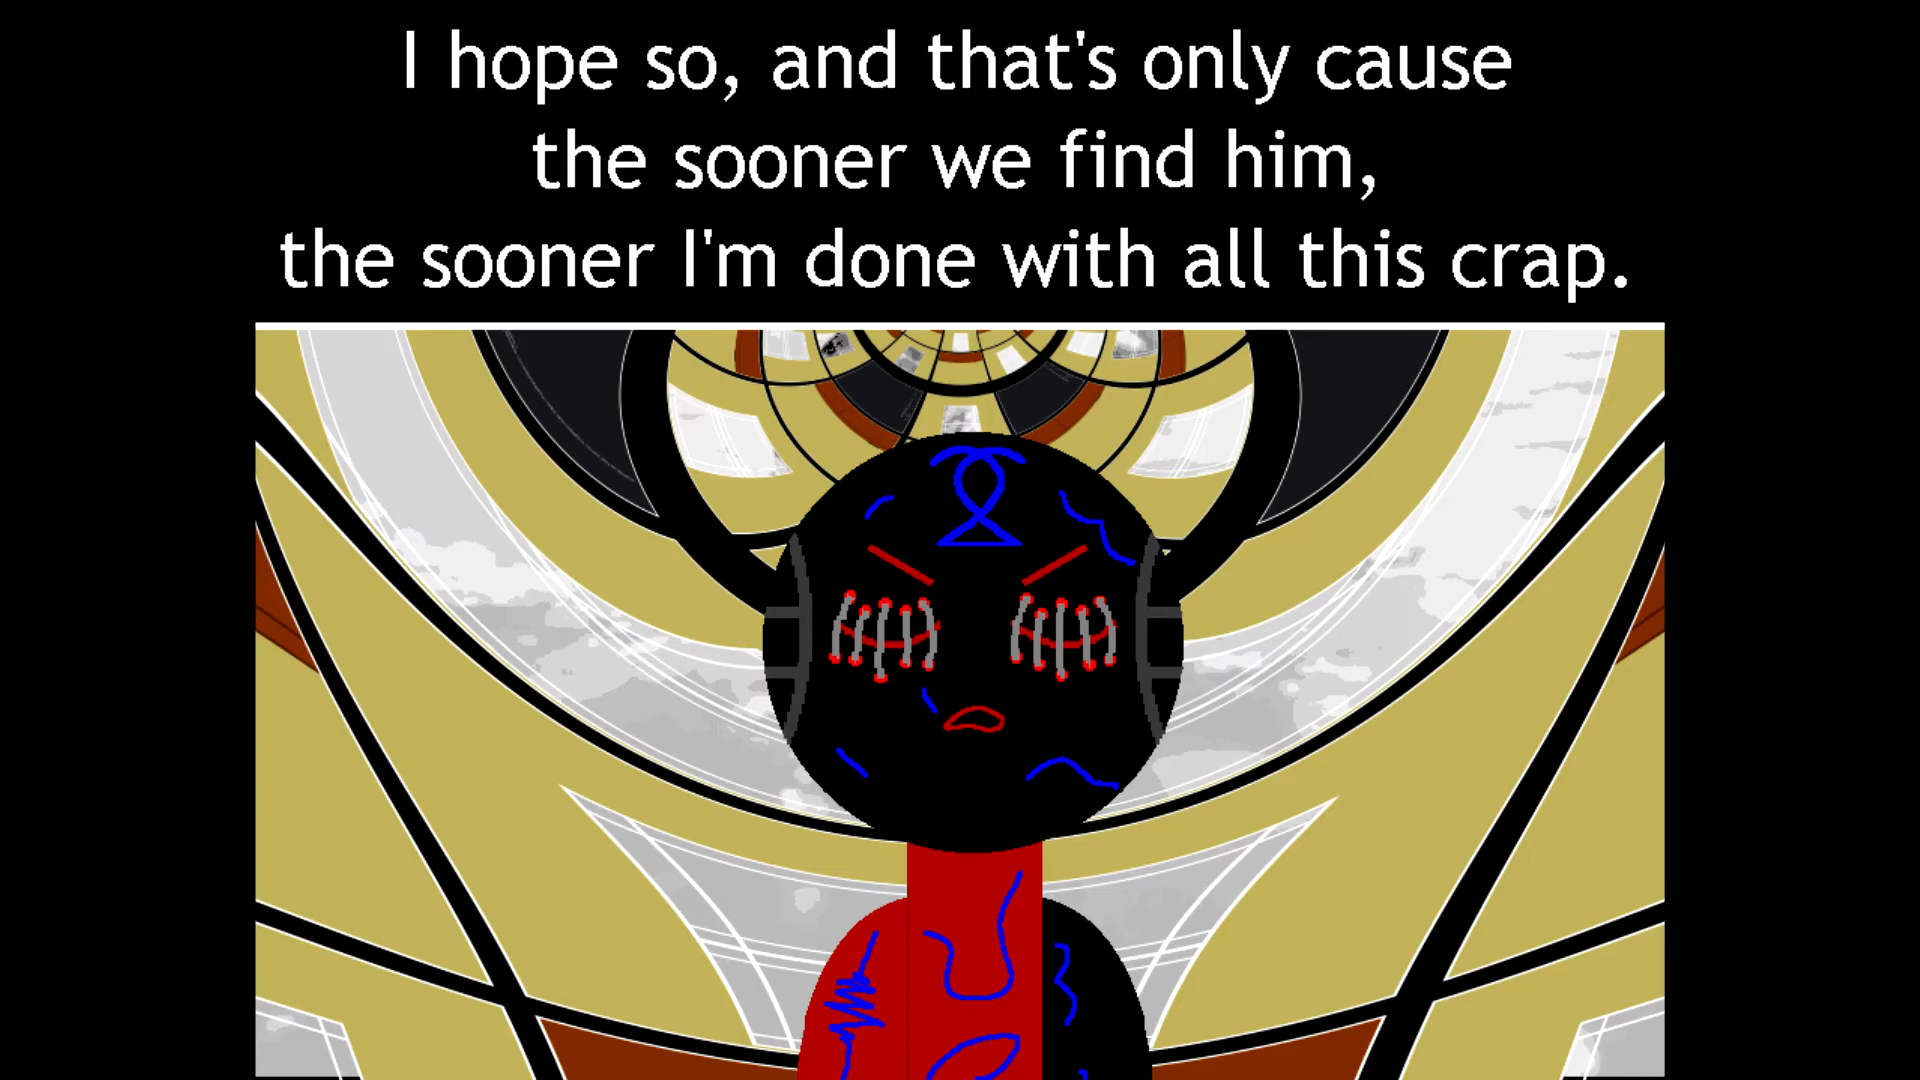 I hope so, and that's only cause
the sooner we find him,
the sooner I'm done with all this crap.